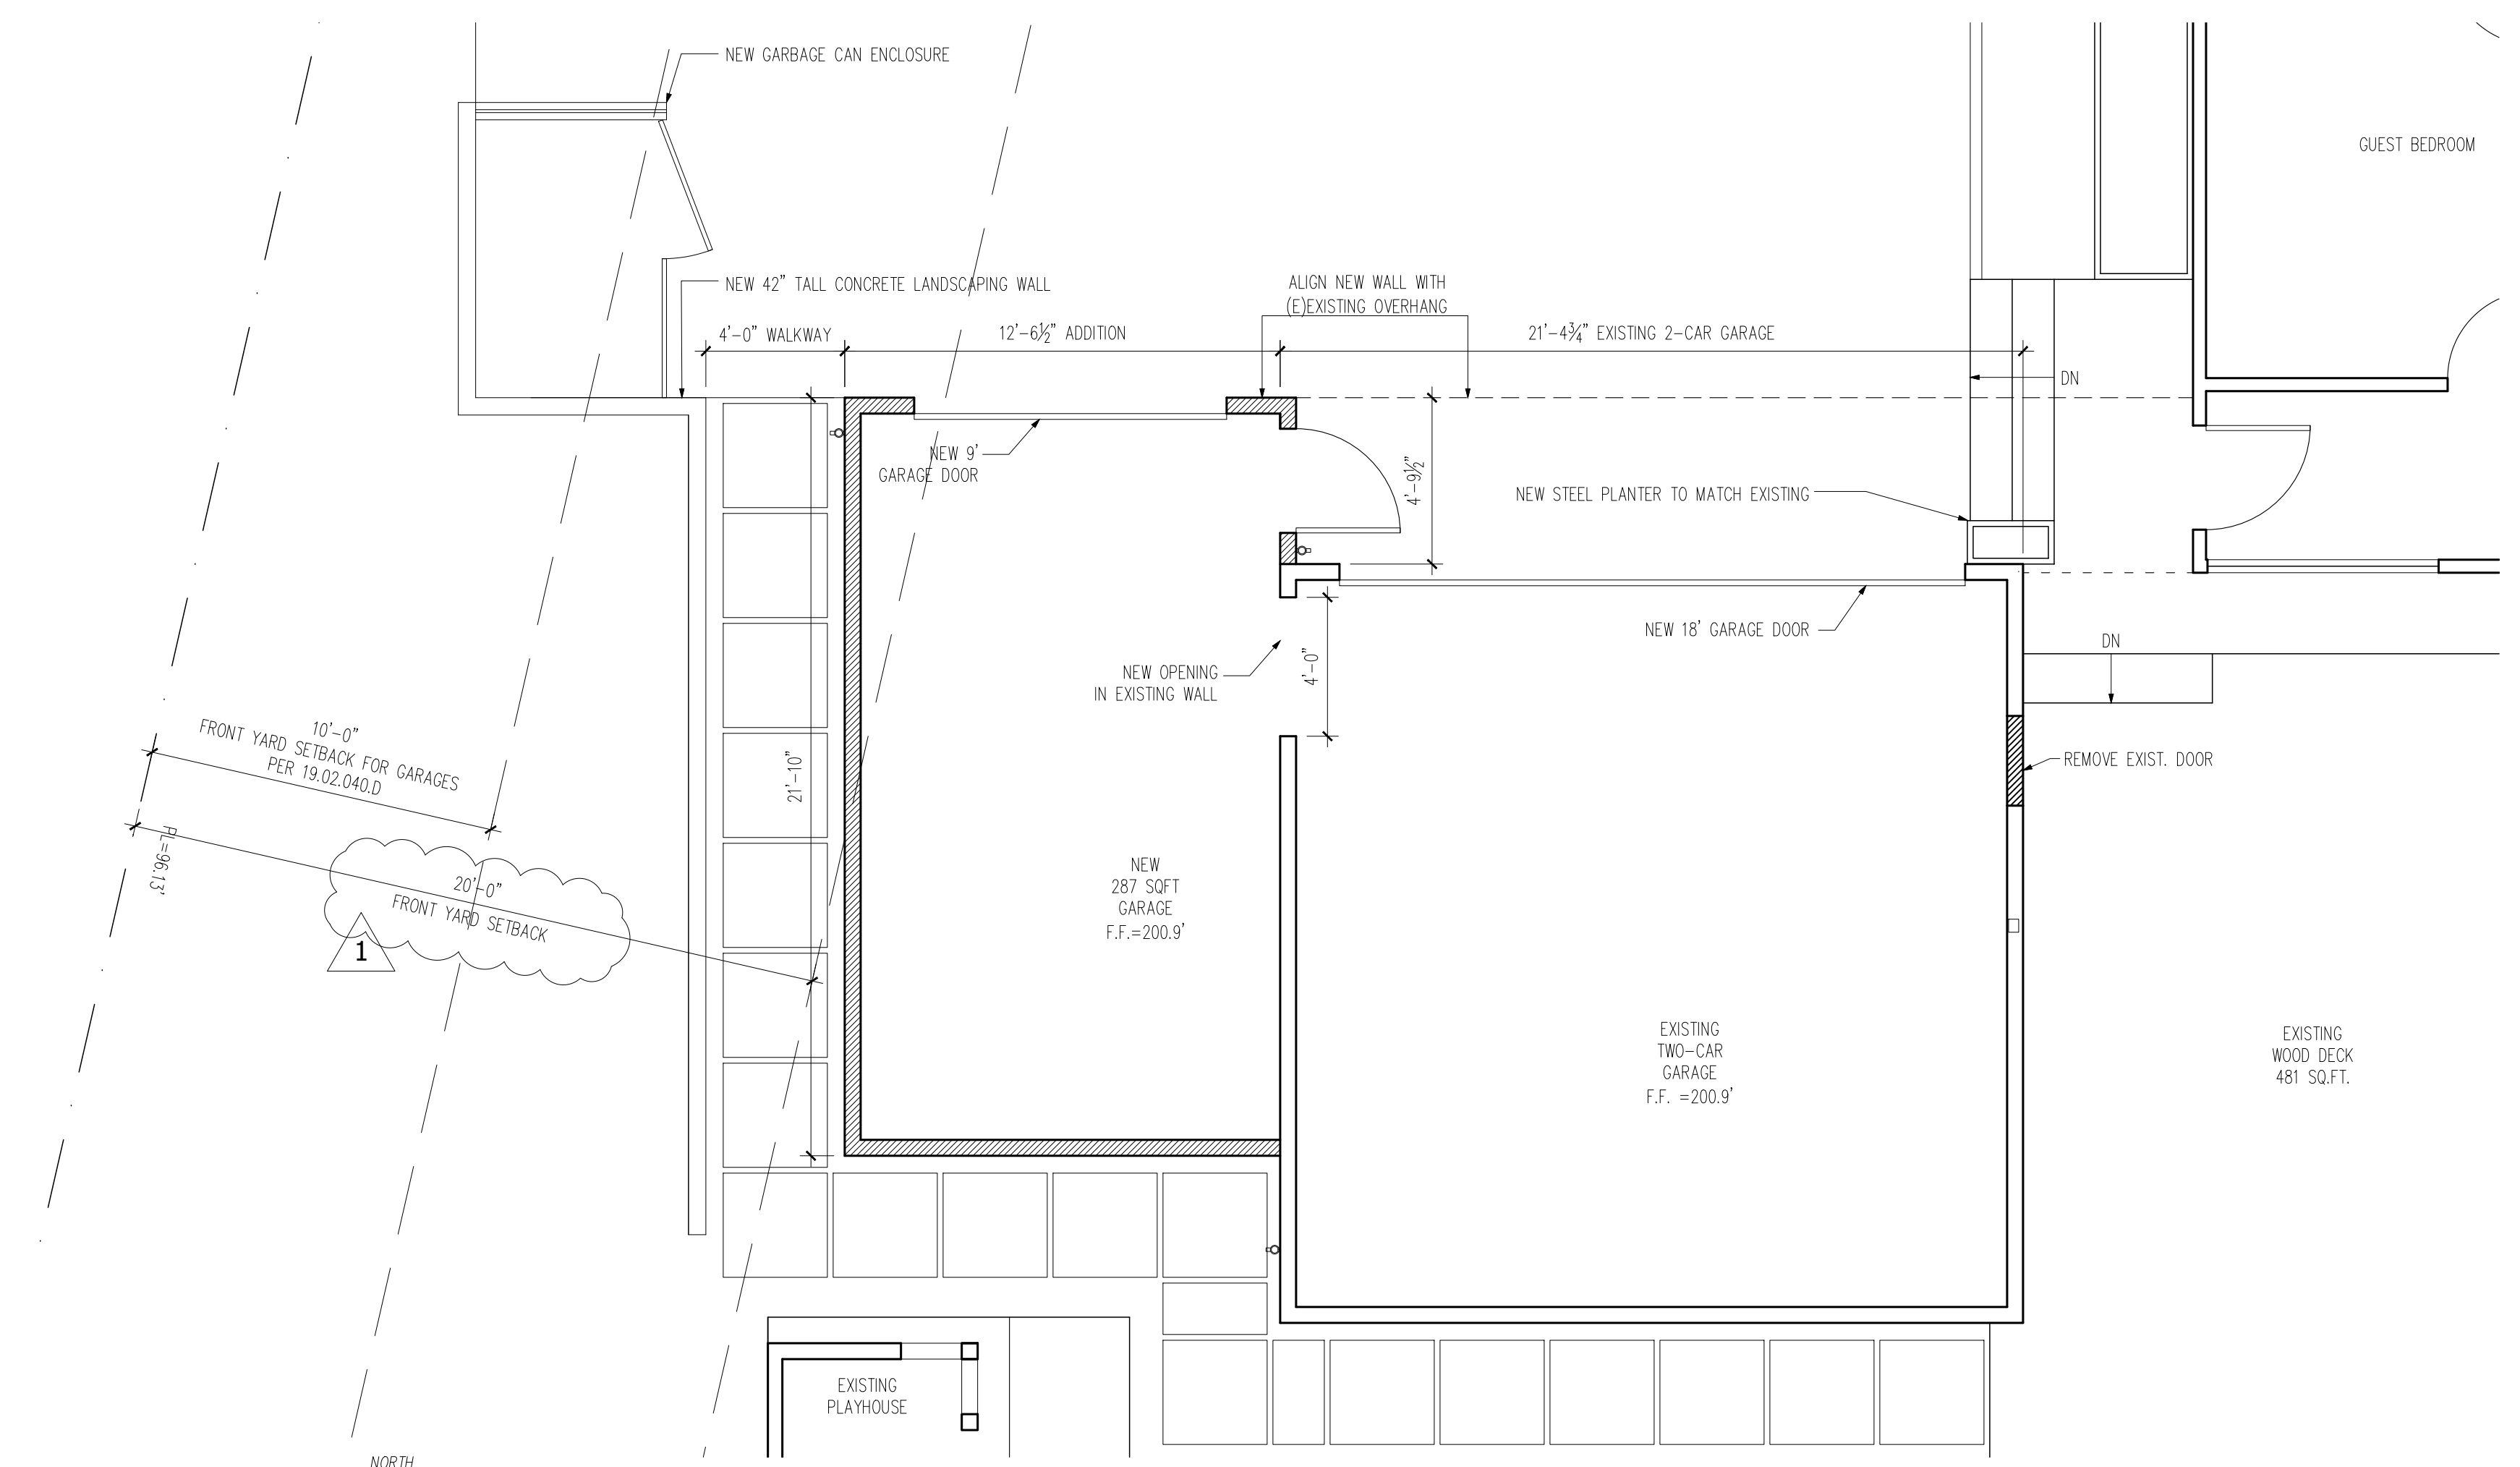 NEW GARBAGE CAN ENCLOSURE
GUEST BEDROOM
NEW 42" TALL CONCRETE LANDSCAPING WALL
ALIGN NEW WALL WITH
(E)EXISTING OVERHANG
4'-0" WALKWAY
12'-6½" ADDITION
21'-4¾" EXISTING 2-CAR GARAGE
DN
NEW 9'
GARAGE DOOR
4'-9½"
NEW STEEL PLANTER TO MATCH EXISTING
NEW 18' GARAGE DOOR
DN
NEW OPENING
IN EXISTING WALL
4'-0"
10'-0"
FRONT YARD SETBACK FOR GARAGES
PER 19.02.040.D
21'-10"
REMOVE EXIST. DOOR
PL=96.13'
20'-0"
FRONT YARD SETBACK
1
NEW
287 SQFT
GARAGE
F.F.=200.9'
EXISTING
TWO-CAR
GARAGE
F.F. =200.9'
EXISTING
WOOD DECK
481 SQ.FT.
EXISTING
PLAYHOUSE
NORTH